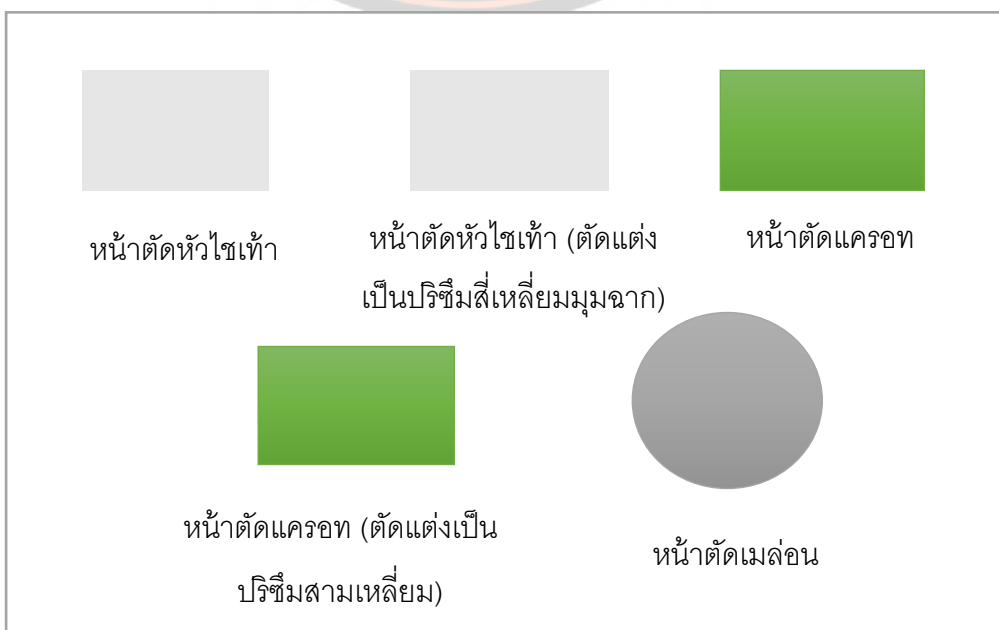 หน้าตัดหัวไชเท้า
หน้าตัดหัวไชเท้า (ตัดแต่ง
เป็นปริซึมสี่เหลี่ยมมุมฉาก)
หน้าตัดแครอท
หน้าตัดแครอท (ตัดแต่งเป็น
ปริซึมสามเหลี่ยม)
หน้าตัดเมล่อน